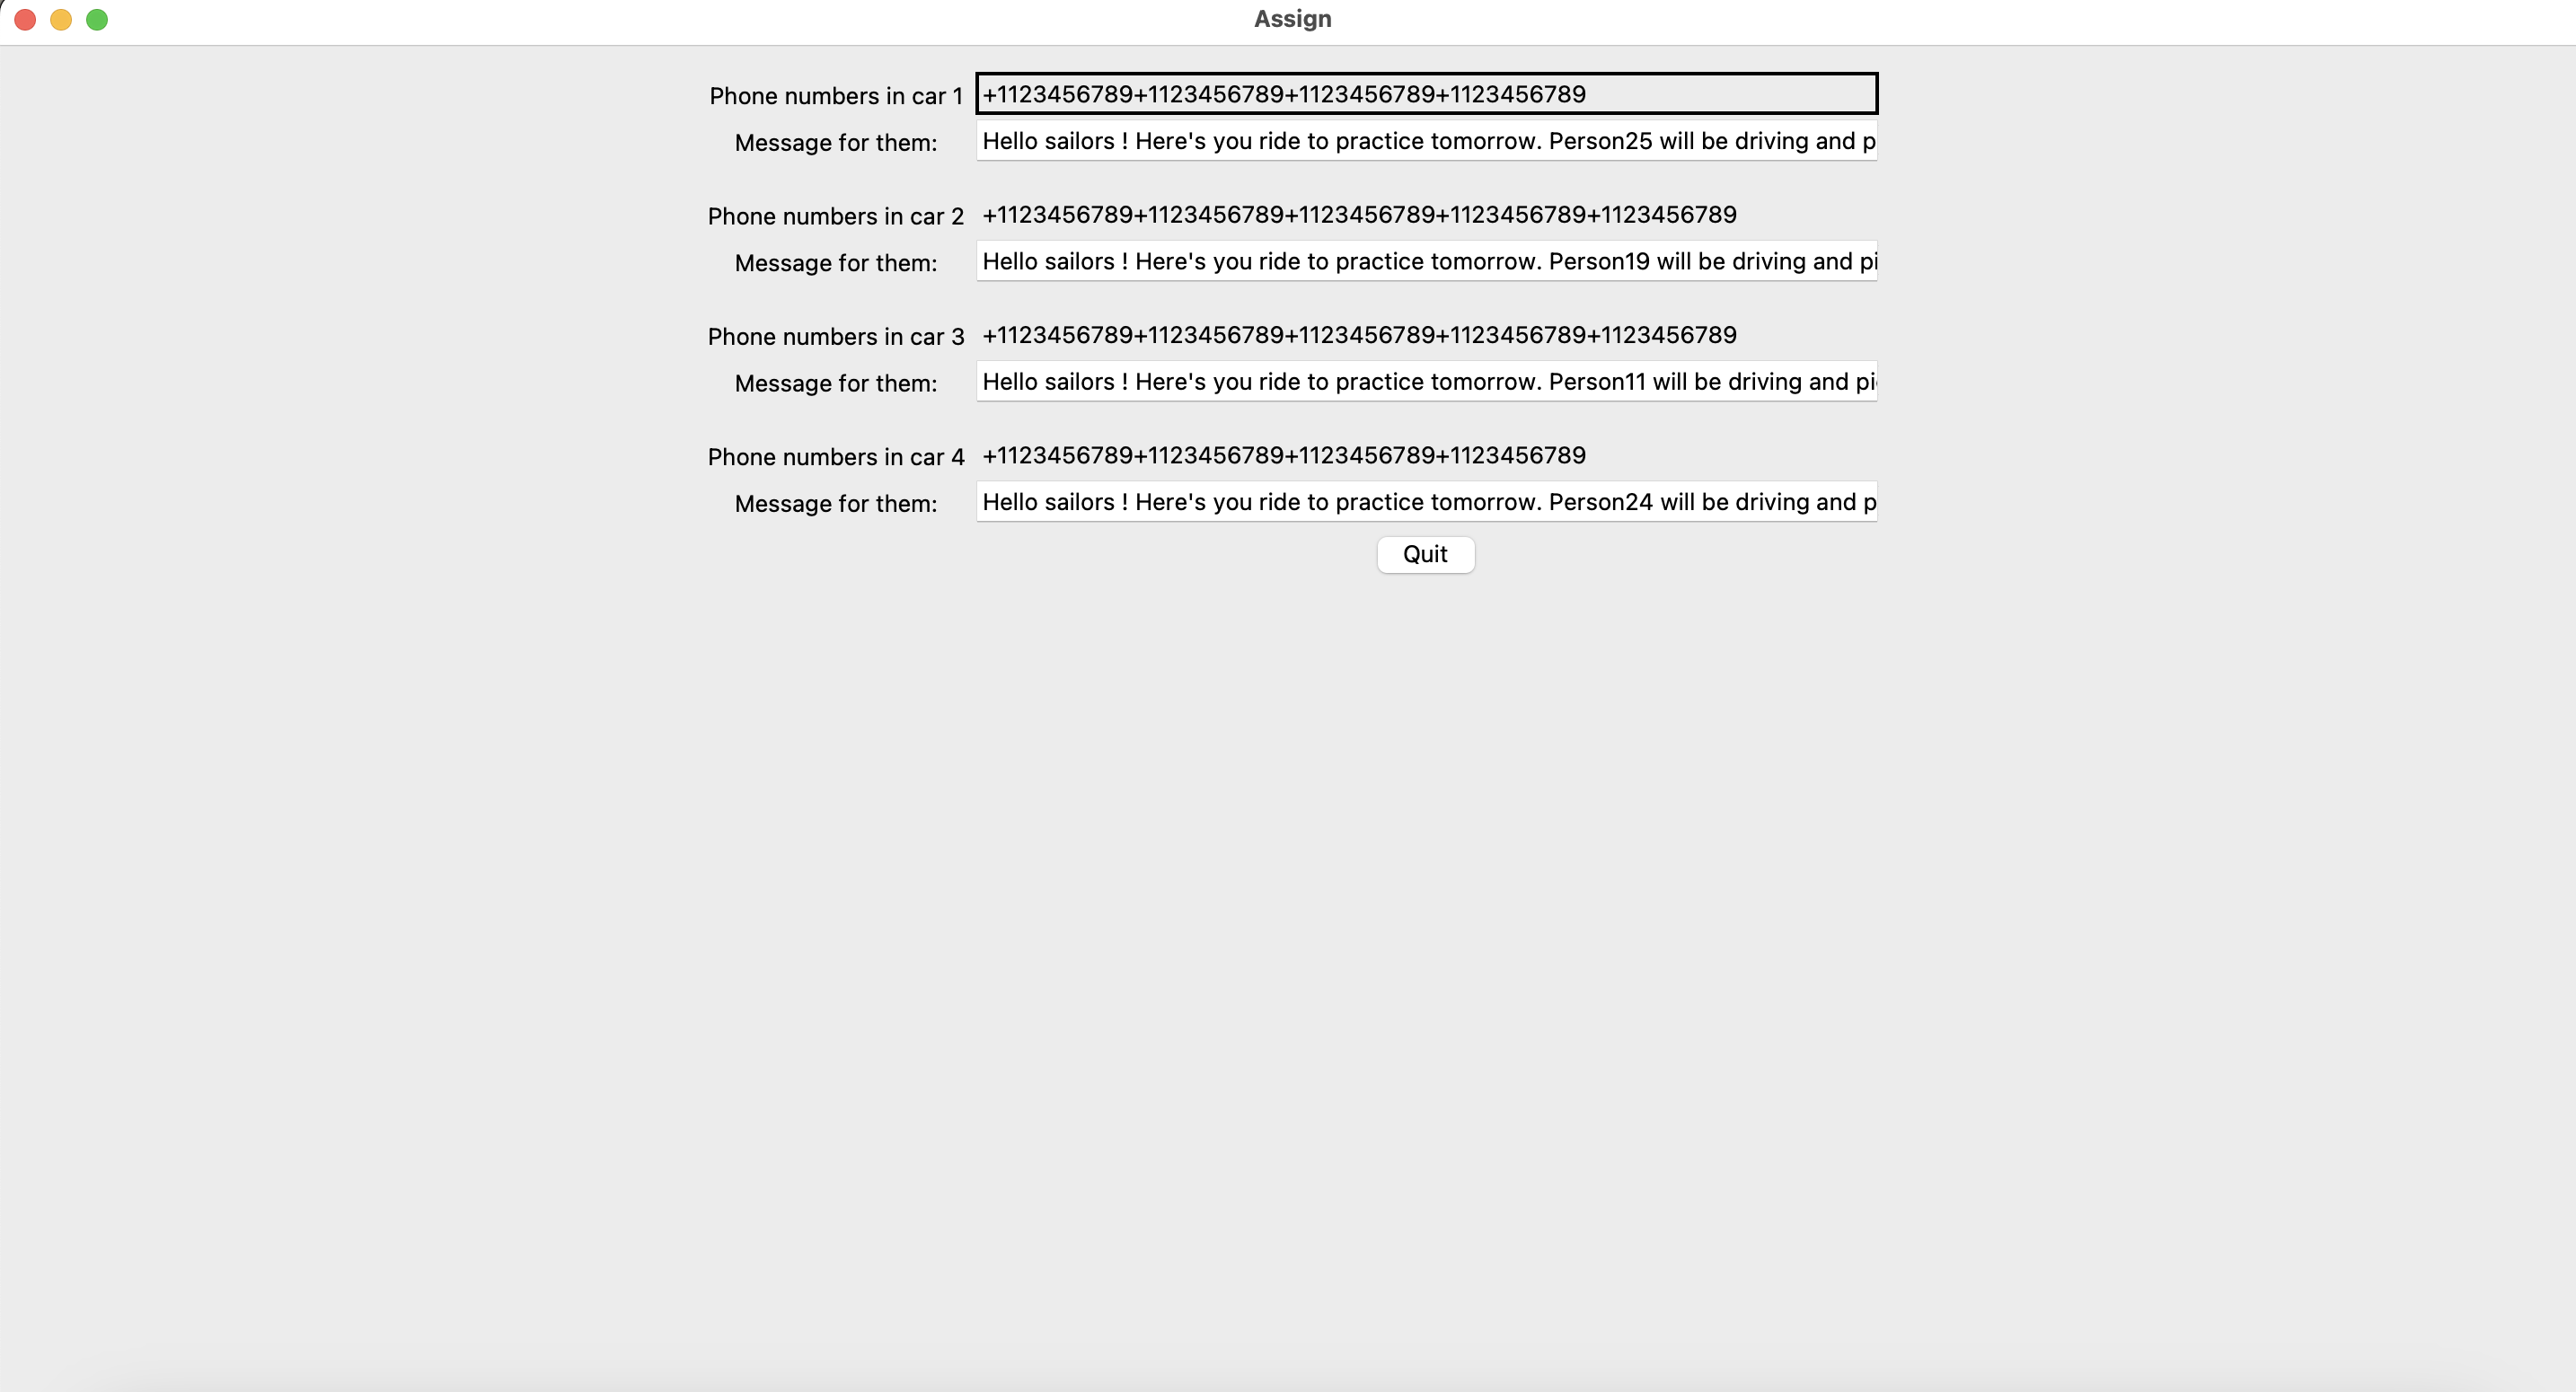 Assign
Phone numbers in car 1 +1123456789+1123456789+1123456789+1123456789
Message for them: Hello sailors ! Here's you ride to practice tomorrow. Person25 will be driving and p
Phone numbers in car 2 +1123456789+1123456789+1123456789+1123456789+1123456789
Message for them: Hello sailors ! Here's you ride to practice tomorrow. Person19 will be driving and pi
Phone numbers in car 3 +1123456789+1123456789+1123456789+1123456789+1123456789
Message for them: Hello sailors ! Here's you ride to practice tomorrow. Person11 will be driving and pi
Phone numbers in car 4 +1123456789+1123456789+1123456789+1123456789
Message for them: Hello sailors ! Here's you ride to practice tomorrow. Person24 will be driving and p
Quit